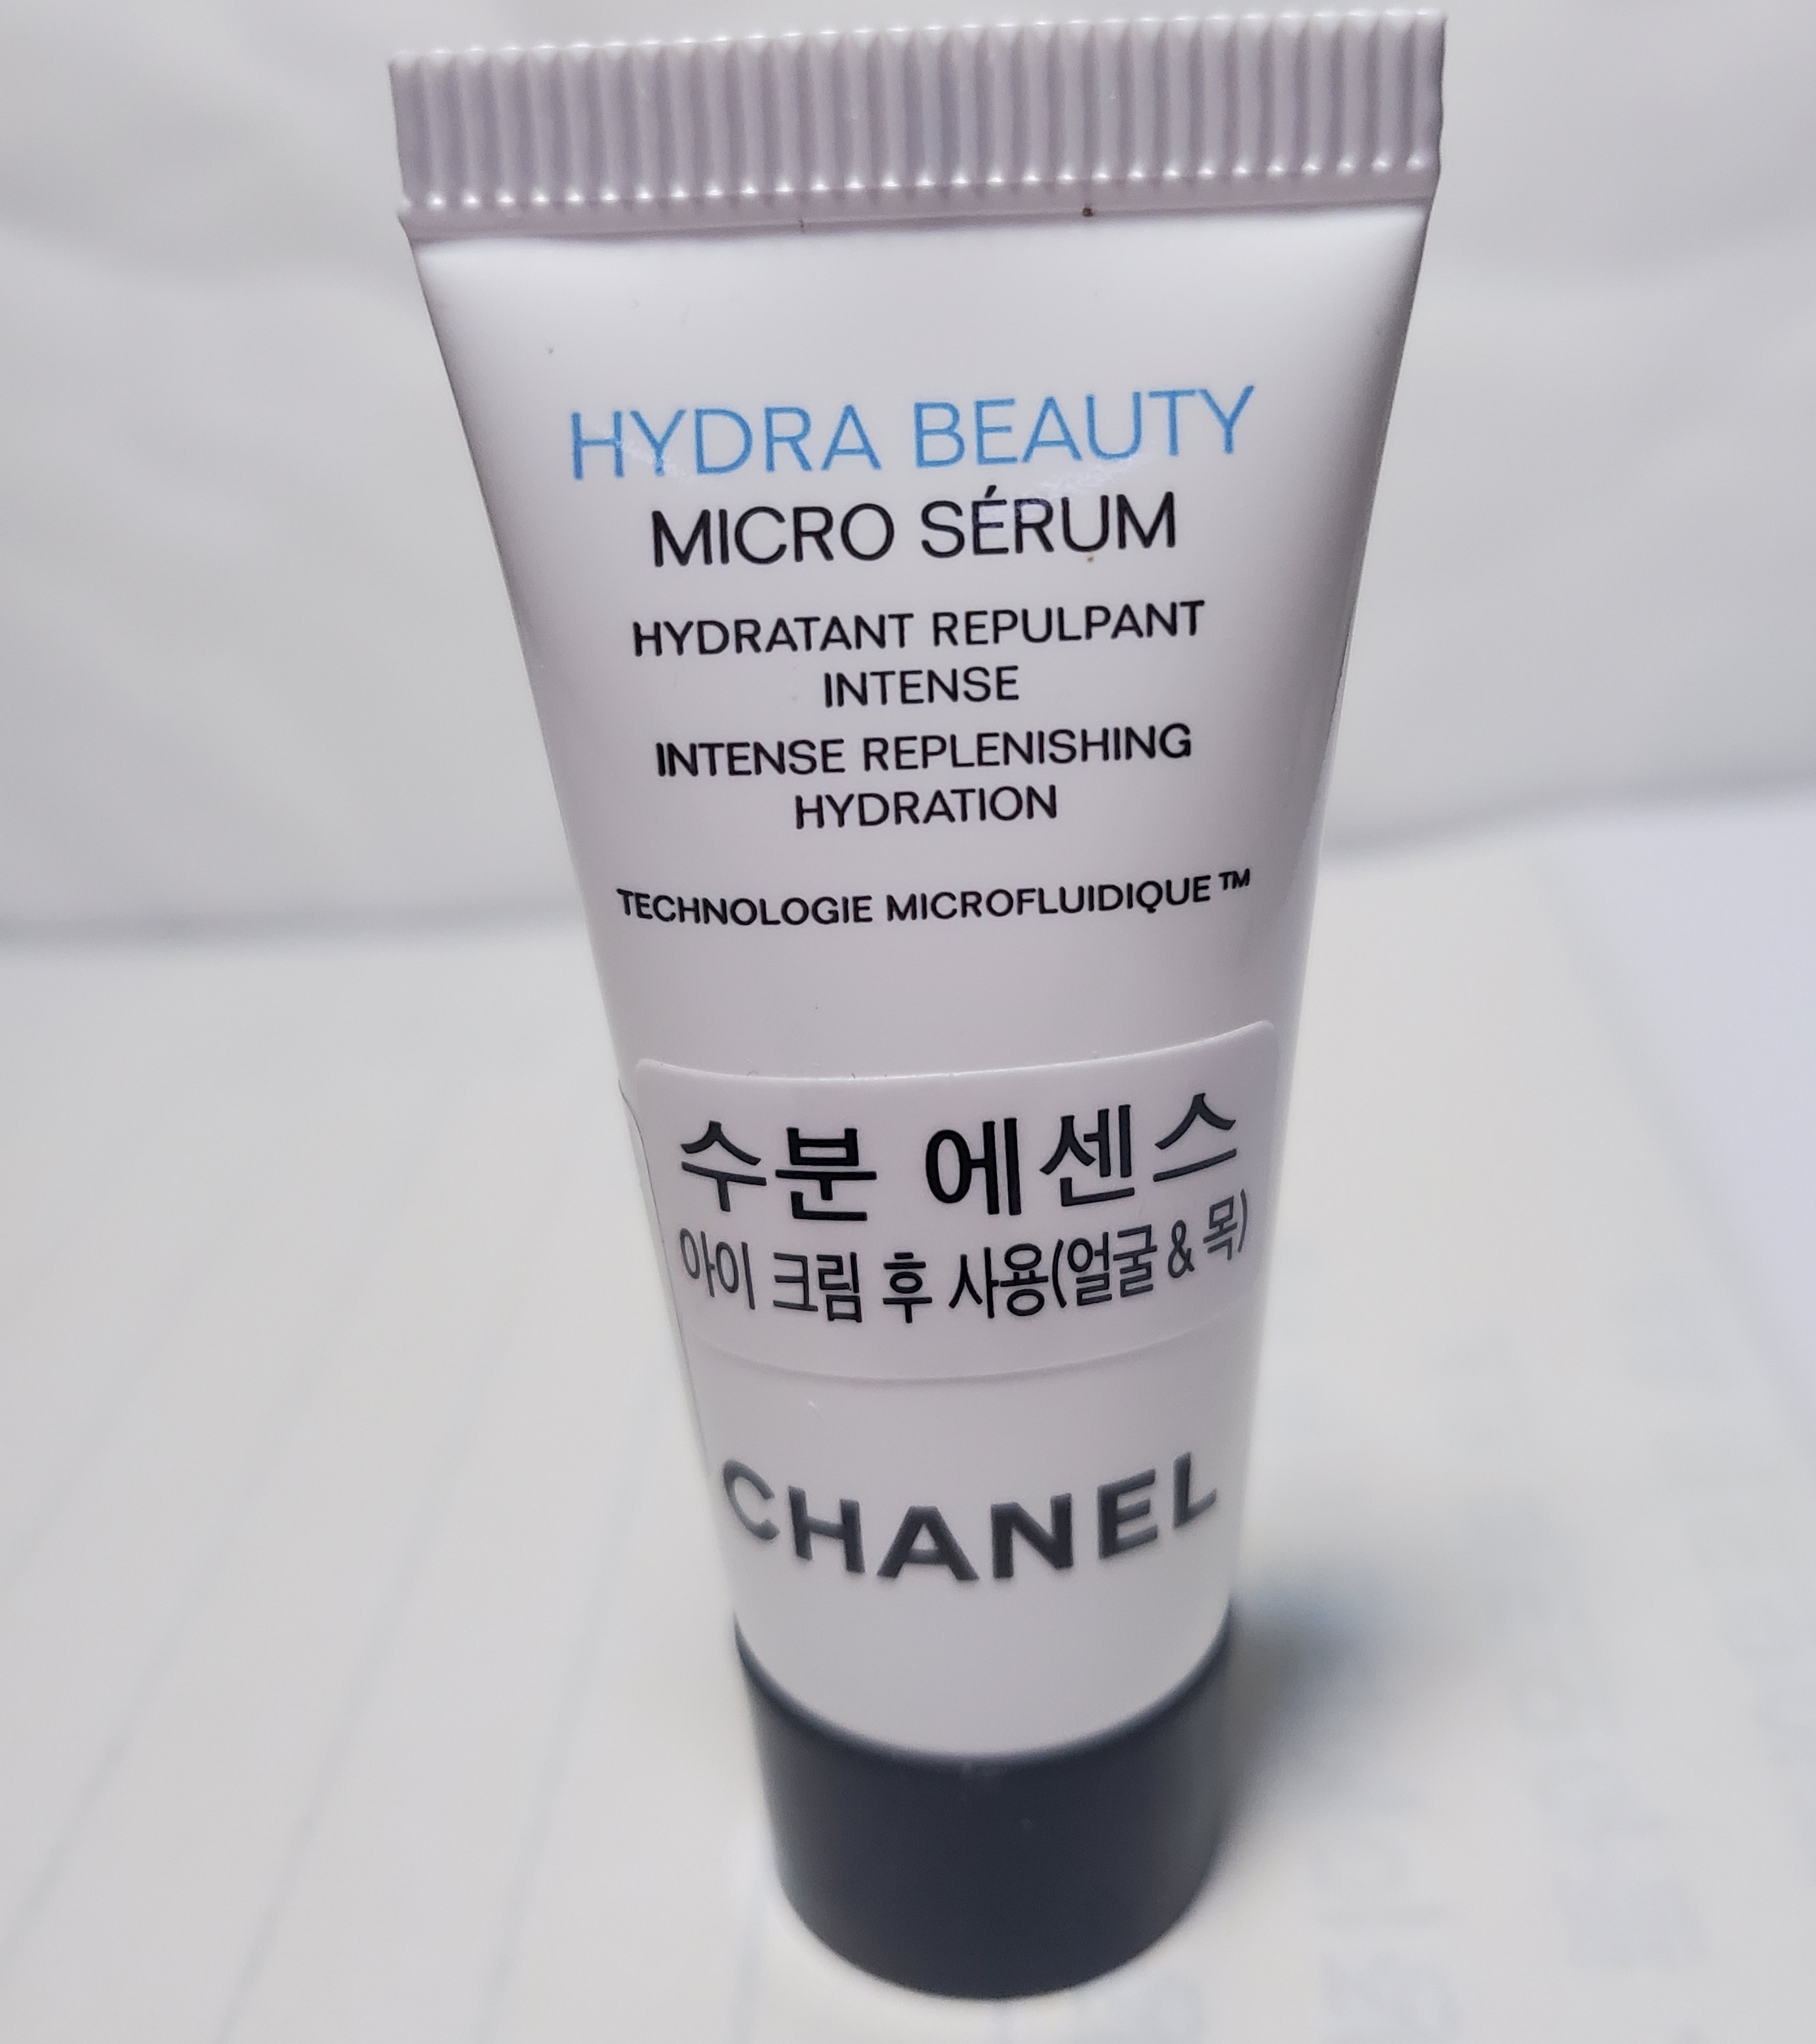 HYDRA BEAUTY
MICRO SÉRUM
HYDRATANT REPULPANT
INTENSE
INTENSE REPLENISHING
HYDRATION
TECHNOLOGIE MICROFLUIDIQUE™
수분 에센스
아이 크림 후 사용(얼굴 & 목)
CHANEL